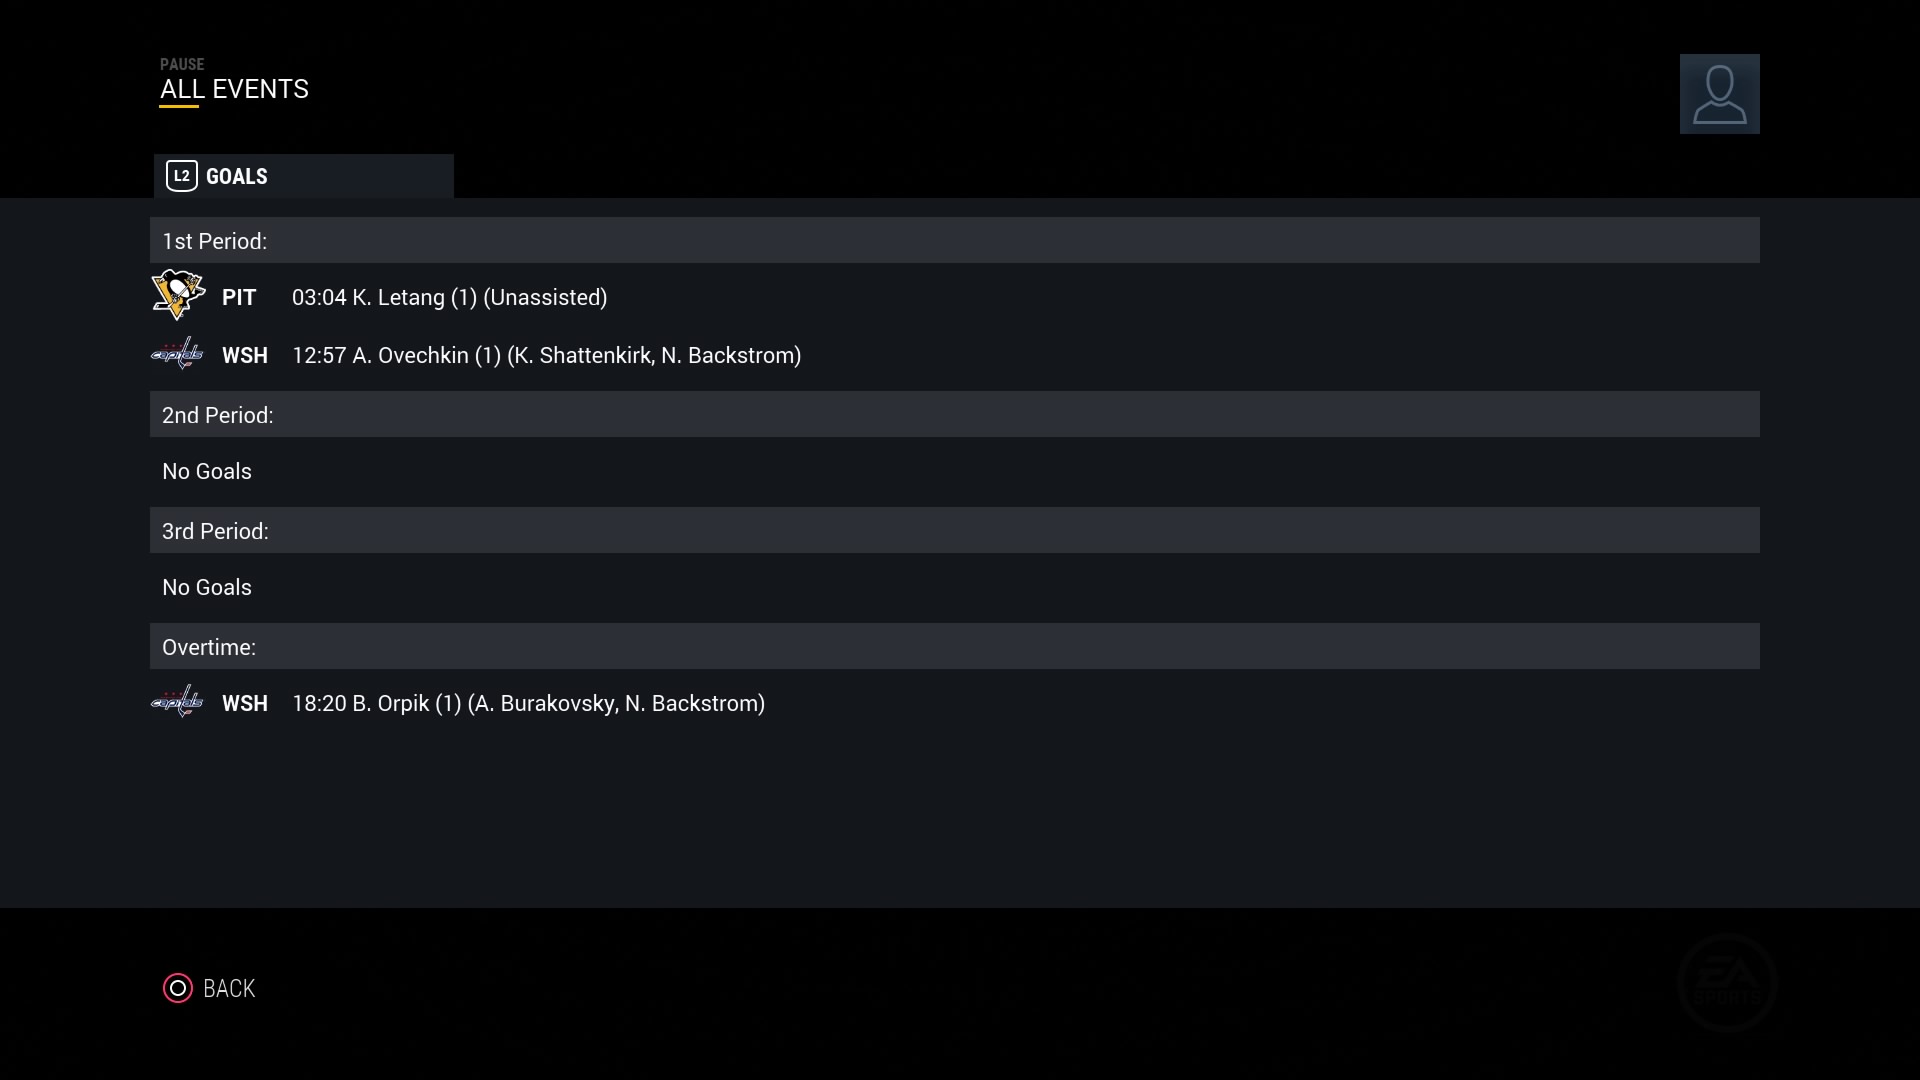 PAUSE
ALL EVENTS
L2 GOALS
1st Period:
PIT 03:04 K. Letang (1) (Unassisted)
capitals WSH 12:57 A. Ovechkin (1) (K. Shattenkirk, N. Backstrom)
2nd Period:
No Goals
3rd Period:
No Goals
Overtime:
capitals WSH 18:20 B. Orpik (1) (A. Burakovsky, N. Backstrom)
BACK
EA SPORTS